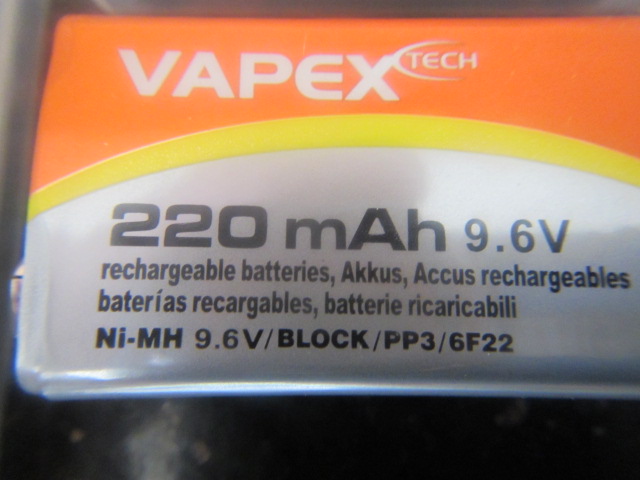 VAPEX TECH
220 mAh 9.6V
rechargeable batteries, Akkus, Accus rechargeables
baterías recargables, batterie ricaricabili
Ni-MH 9.6V/BLOCK/PP3/6F22